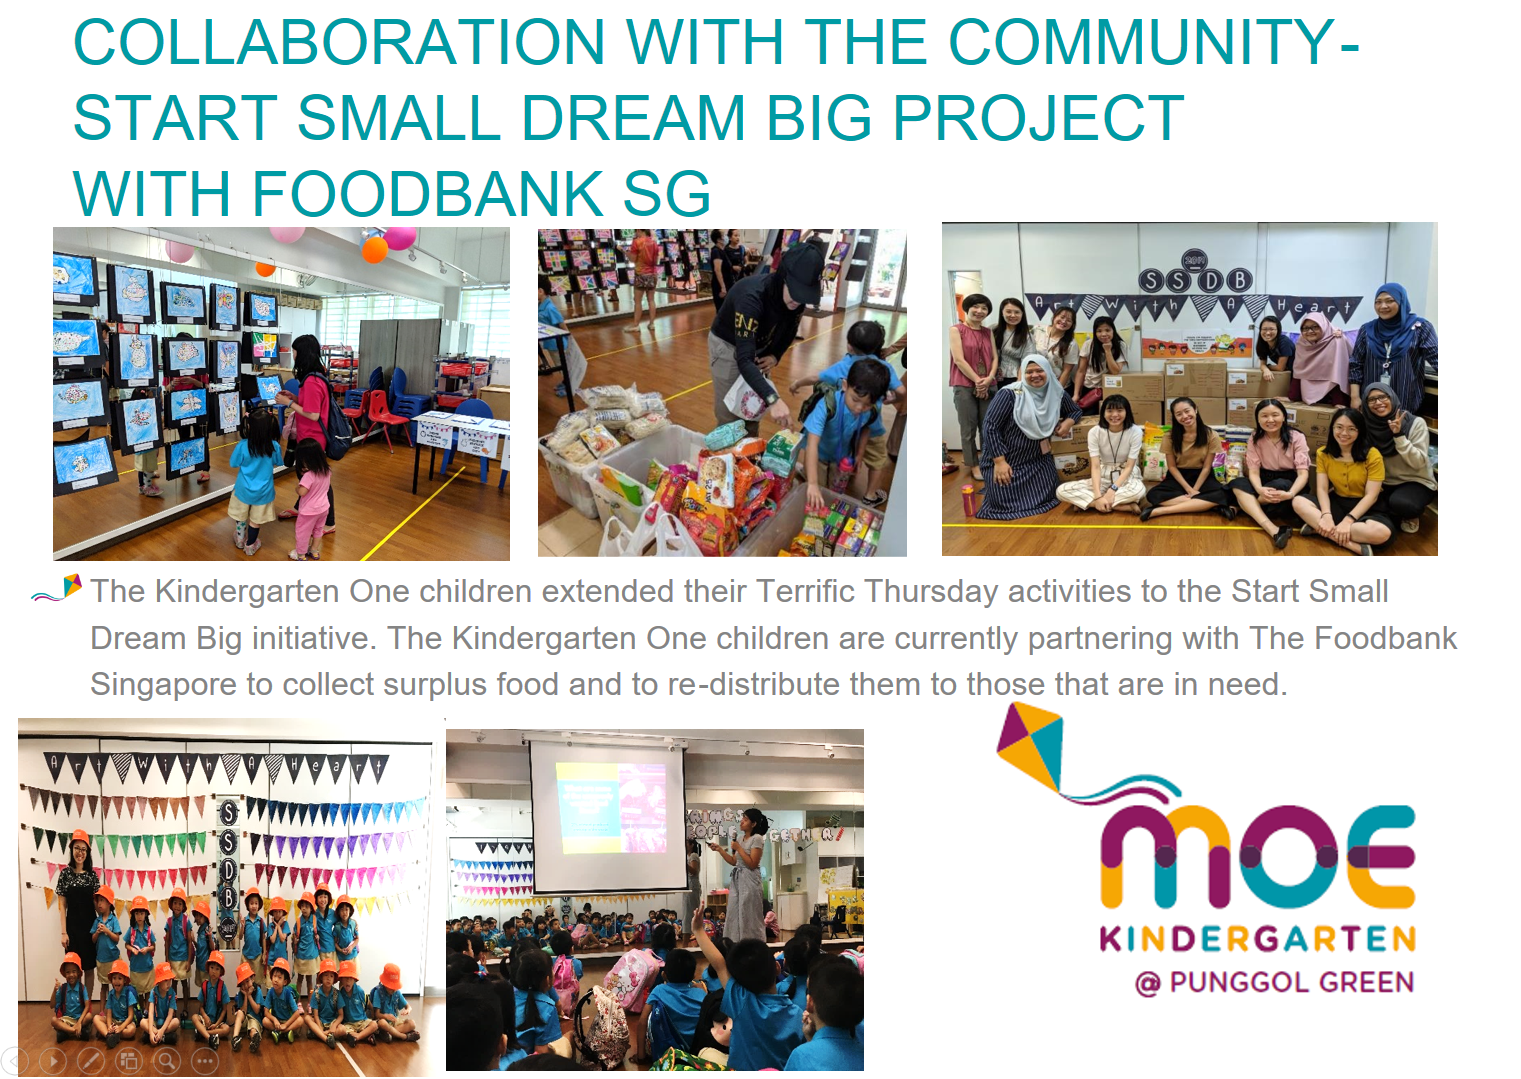 COLLABORATION WITH THE COMMUNITY-
START SMALL DREAM BIG PROJECT
WITH FOODBANK SG
2019
SSDB
Art With A Heart
The Kindergarten One children extended their Terrific Thursday activities to the Start Small
Dream Big initiative. The Kindergarten One children are currently partnering with The Foodbank
Singapore to collect surplus food and to re-distribute them to those that are in need.
Art With A Heart
S
S
D
B
2019
MOE
KINDERGARTEN
@ PUNGGOL GREEN